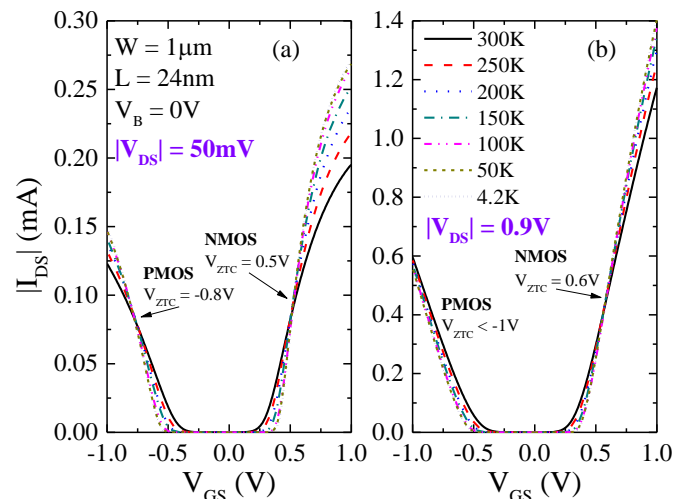 W = 1µm
L = 24nm
V_B = 0V
|V_DS| = 50mV
(a)
NMOS
V_ZTC = 0.5V
PMOS
V_ZTC = -0.8V
0.30
0.25
0.20
0.15
0.10
0.05
0.00
|I_DS| (mA)
-1.0 -0.5 0.0 0.5 1.0
V_GS (V)
300K
250K
200K
150K
100K
50K
4.2K
(b)
|V_DS| = 0.9V
NMOS
V_ZTC = 0.6V
PMOS
V_ZTC < -1V
1.4
1.2
1.0
0.8
0.6
0.4
0.2
0.0
-1.0 -0.5 0.0 0.5 1.0
V_GS (V)